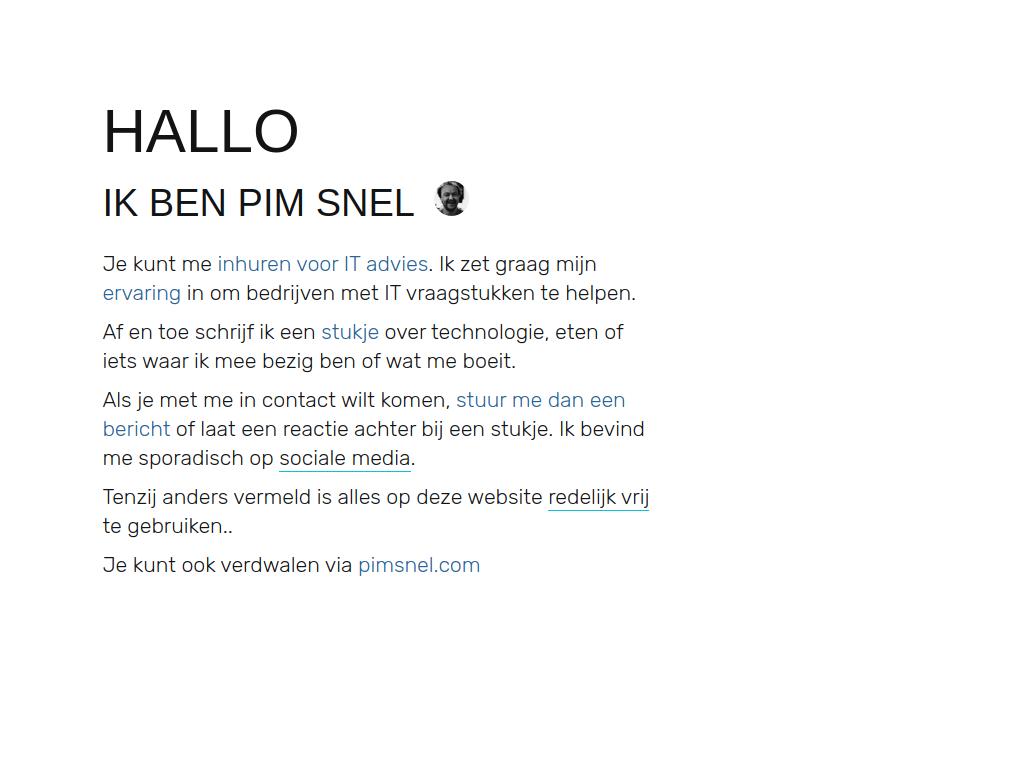 HALLO
IK BEN PIM SNEL
Je kunt me inhuren voor IT advies. Ik zet graag mijn
ervaring in om bedrijven met IT vraagstukken te helpen.
Af en toe schrijf ik een stukje over technologie, eten of
iets waar ik mee bezig ben of wat me boeit.
Als je met me in contact wilt komen, stuur me dan een
bericht of laat een reactie achter bij een stukje. Ik bevind
me sporadisch op sociale media.
Tenzij anders vermeld is alles op deze website redelijk vrij
te gebruiken..
Je kunt ook verdwalen via pimsnel.com